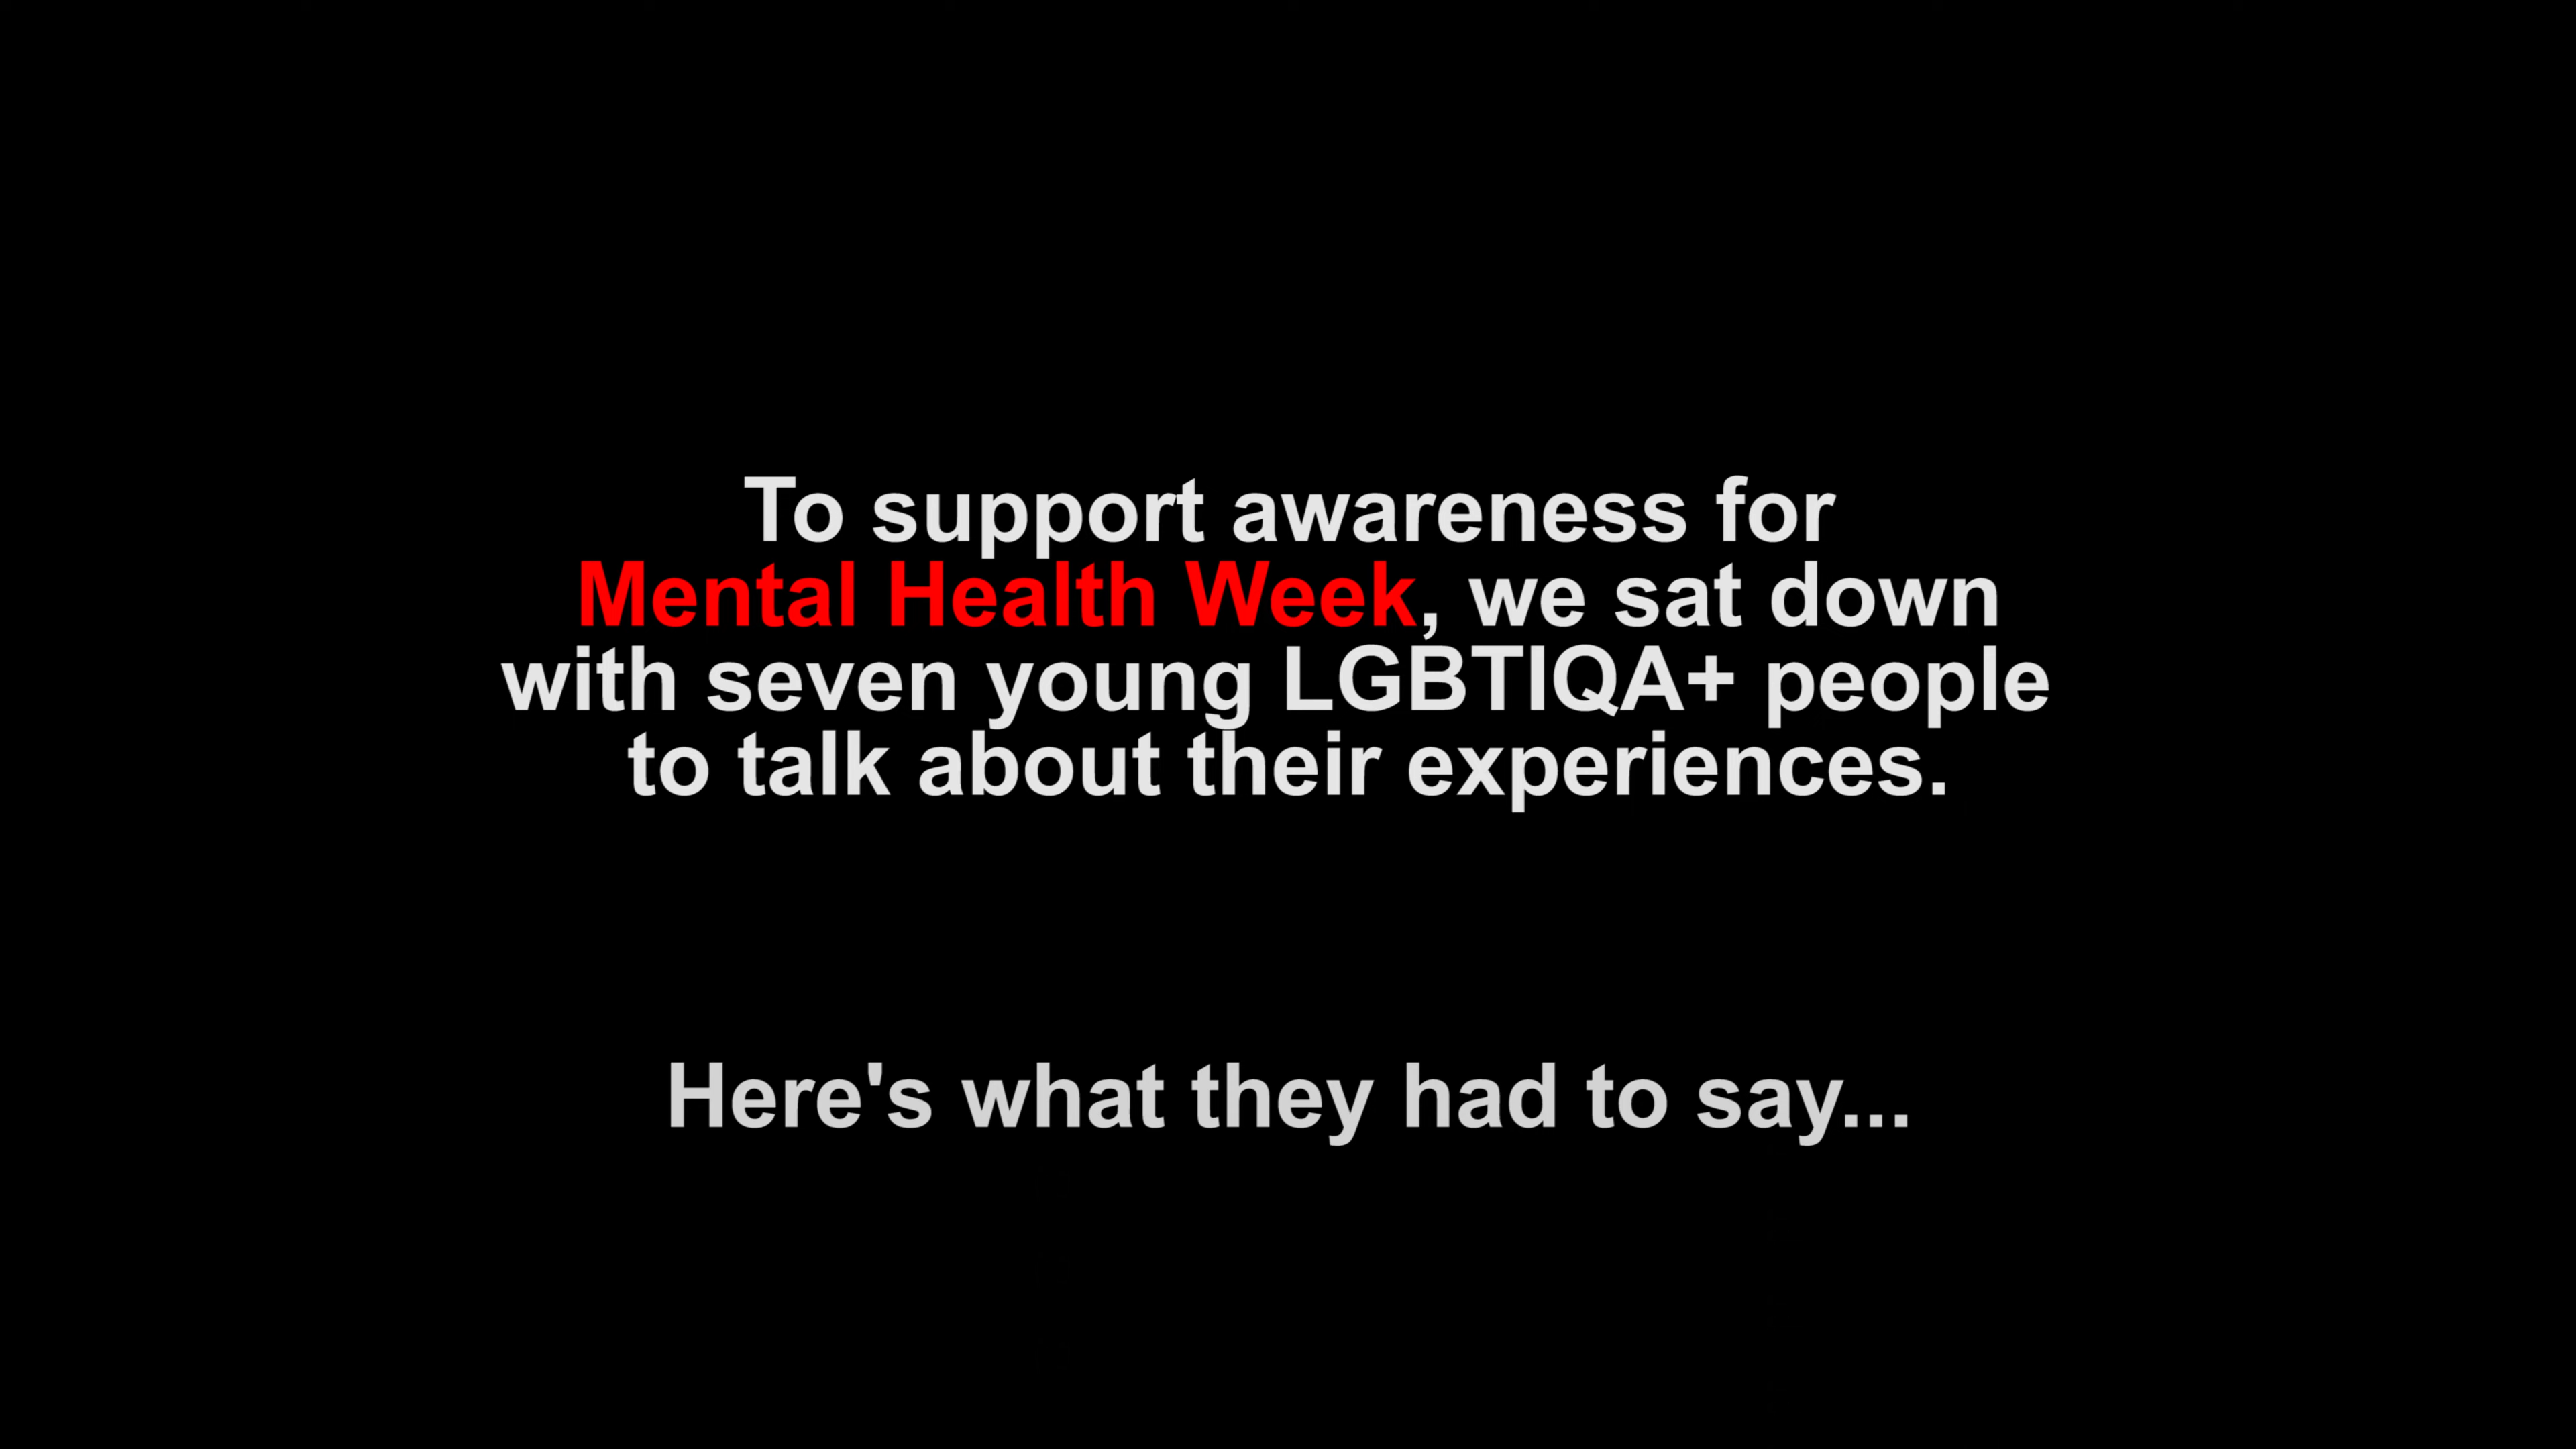 To support awareness for
Mental Health Week, we sat down
with seven young LGBTIQA+ people
to talk about their experiences.
Here's what they had to say...